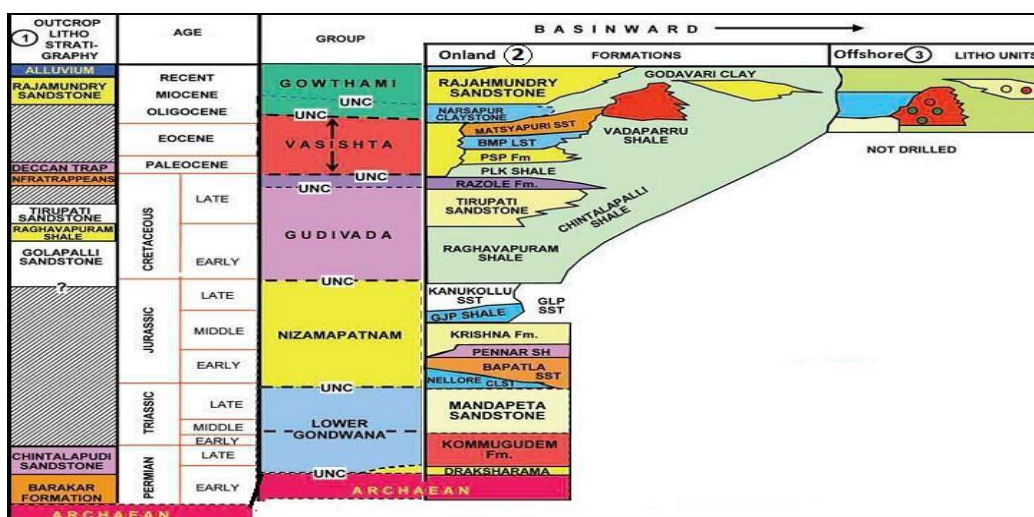 BASINWARD
① OUTCROP
LITHO
STRATI-
GRAPHY
AGE
GROUP
Onland ② FORMATIONS
Offshore ③ LITHO UNITS
ALLUVIUM
RAJAMUNDRY
SANDSTONE
DECCAN TRAP
NFRATRAPPEANS
TIRUPATI
SANDSTONE
RAGHAVAPURAM
SHALE
GOLAPALLI
SANDSTONE
?
CHINTALAPUDI
SANDSTONE
BARAKAR
FORMATION
ARCHAEAN
RECENT
MIOCENE
OLIGOCENE
EOCENE
PALEOCENE
CRETACEOUS
LATE
EARLY
JURASSIC
LATE
MIDDLE
EARLY
TRIASSIC
LATE
MIDDLE
EARLY
PERMIAN
LATE
EARLY
GOWTHAMI
UNC
UNC
VASISHTA
UNC
UNC
GUDIVADA
UNC
NIZAMAPATNAM
UNC
LOWER
GONDWANA
UNC
ARCHAEAN
RAJAHMUNDRY
SANDSTONE
GODAVARI CLAY
NARSAPUR
CLAYSTONE
MATSYAPURI SST
BMP LST
VADAPARRU
SHALE
PSP Fm
PLK SHALE
RAZOLE Fm.
TIRUPATI
SANDSTONE
CHINTALAPALLI
SHALE
RAGHAVAPURAM
SHALE
KANUKOLLU
SST
GLP
SST
GJP SHALE
KRISHNA Fm.
PENNAR SH
BAPATLA
SST
NELLORE CLST
MANDAPETA
SANDSTONE
KOMMUGUDEM
Fm.
DRAKSHARAMA
NOT DRILLED